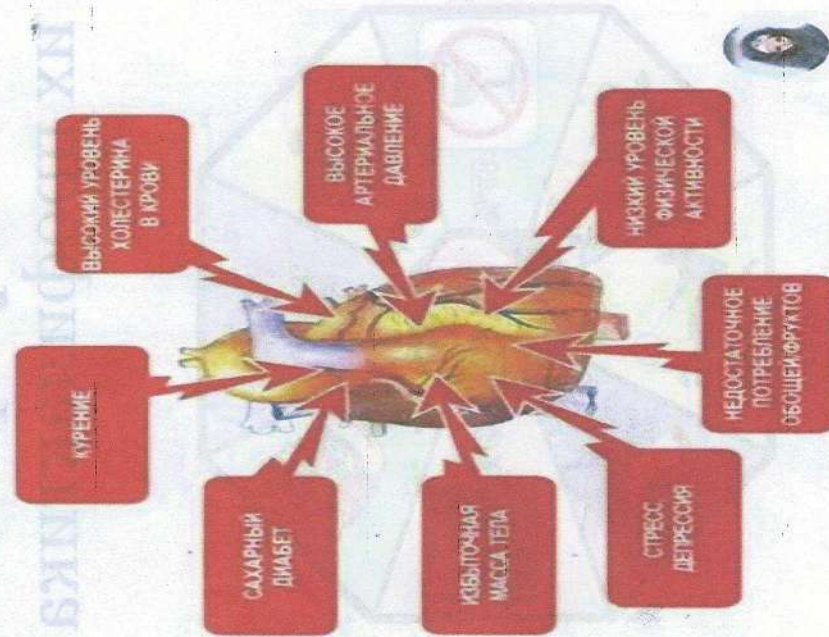 КУРЕНИЕ
ВЫСОКИЙ УРОВЕНЬ
ХОЛЕСТЕРИНА
В КРОВИ
САХАРНЫЙ
ДИАБЕТ
ВЫСОКОЕ
АРТЕРИАЛЬНОЕ
ДАВЛЕНИЕ
ИЗБЫТОЧНАЯ
МАССА ТЕЛА
НИЗКИЙ УРОВЕНЬ
ФИЗИЧЕСКОЙ
АКТИВНОСТИ
СТРЕСС
ДЕПРЕССИЯ
НЕДОСТАТОЧНОЕ
ПОТРЕБЛЕНИЕ
ОБОЩЕЙ/ФРУКТОВ